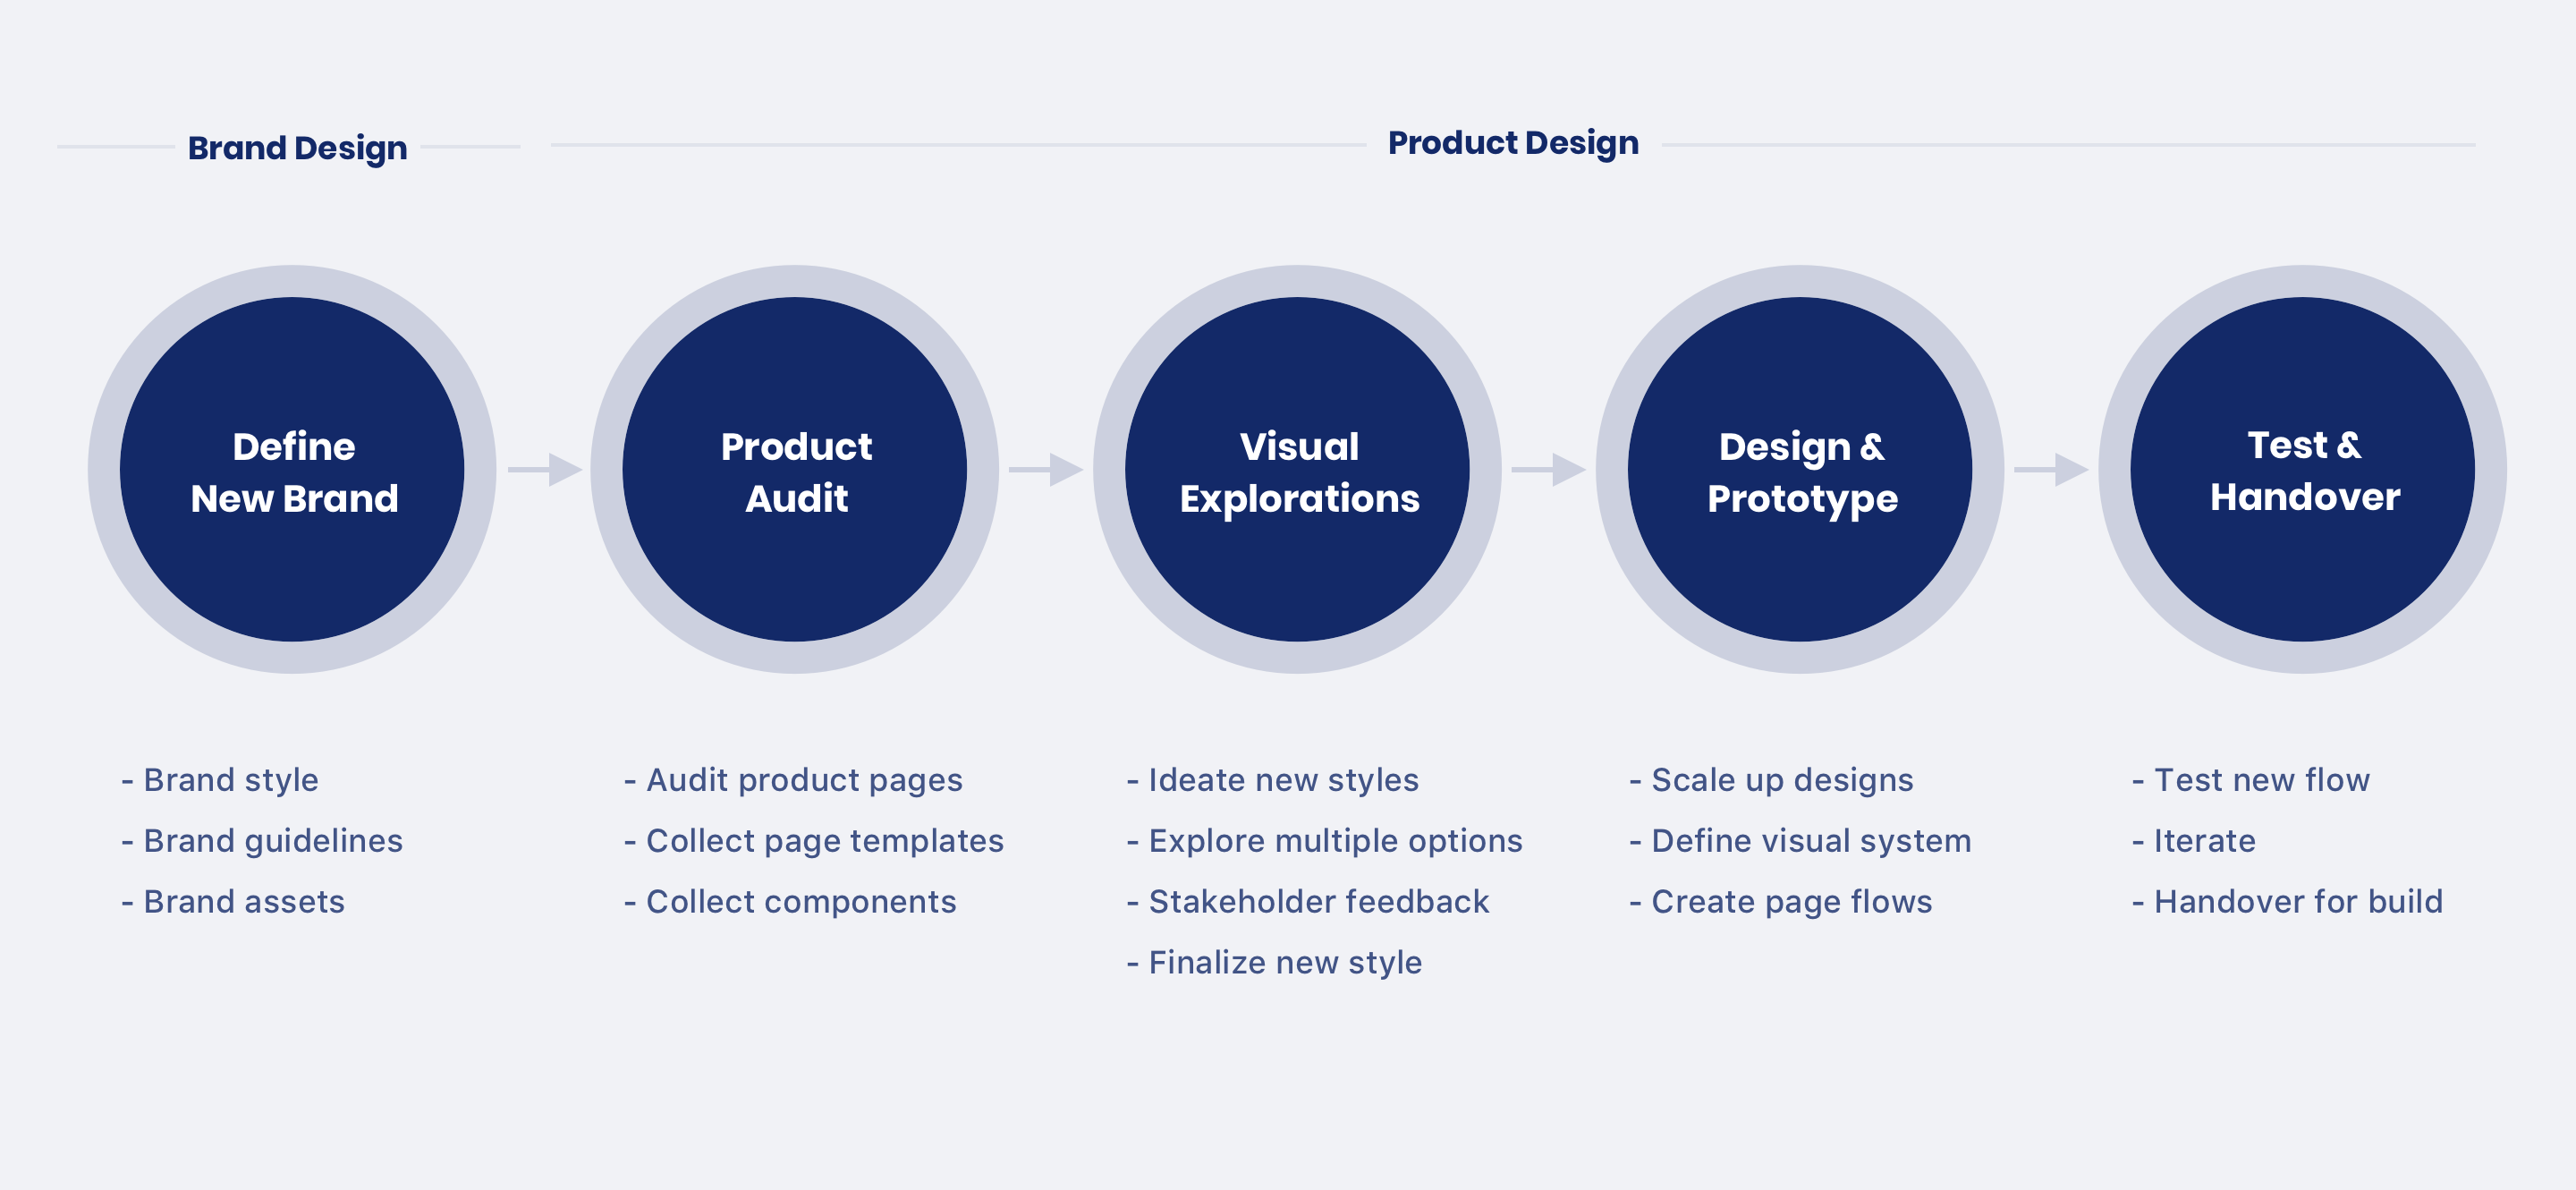 Brand Design
Product Design
Define
New Brand
Product
Audit
Visual
Explorations
Design &
Prototype
Test &
Handover
- Brand style
- Brand guidelines
- Brand assets
- Audit product pages
- Collect page templates
- Collect components
- Ideate new styles
- Explore multiple options
- Stakeholder feedback
- Finalize new style
- Scale up designs
- Define visual system
- Create page flows
- Test new flow
- Iterate
- Handover for build